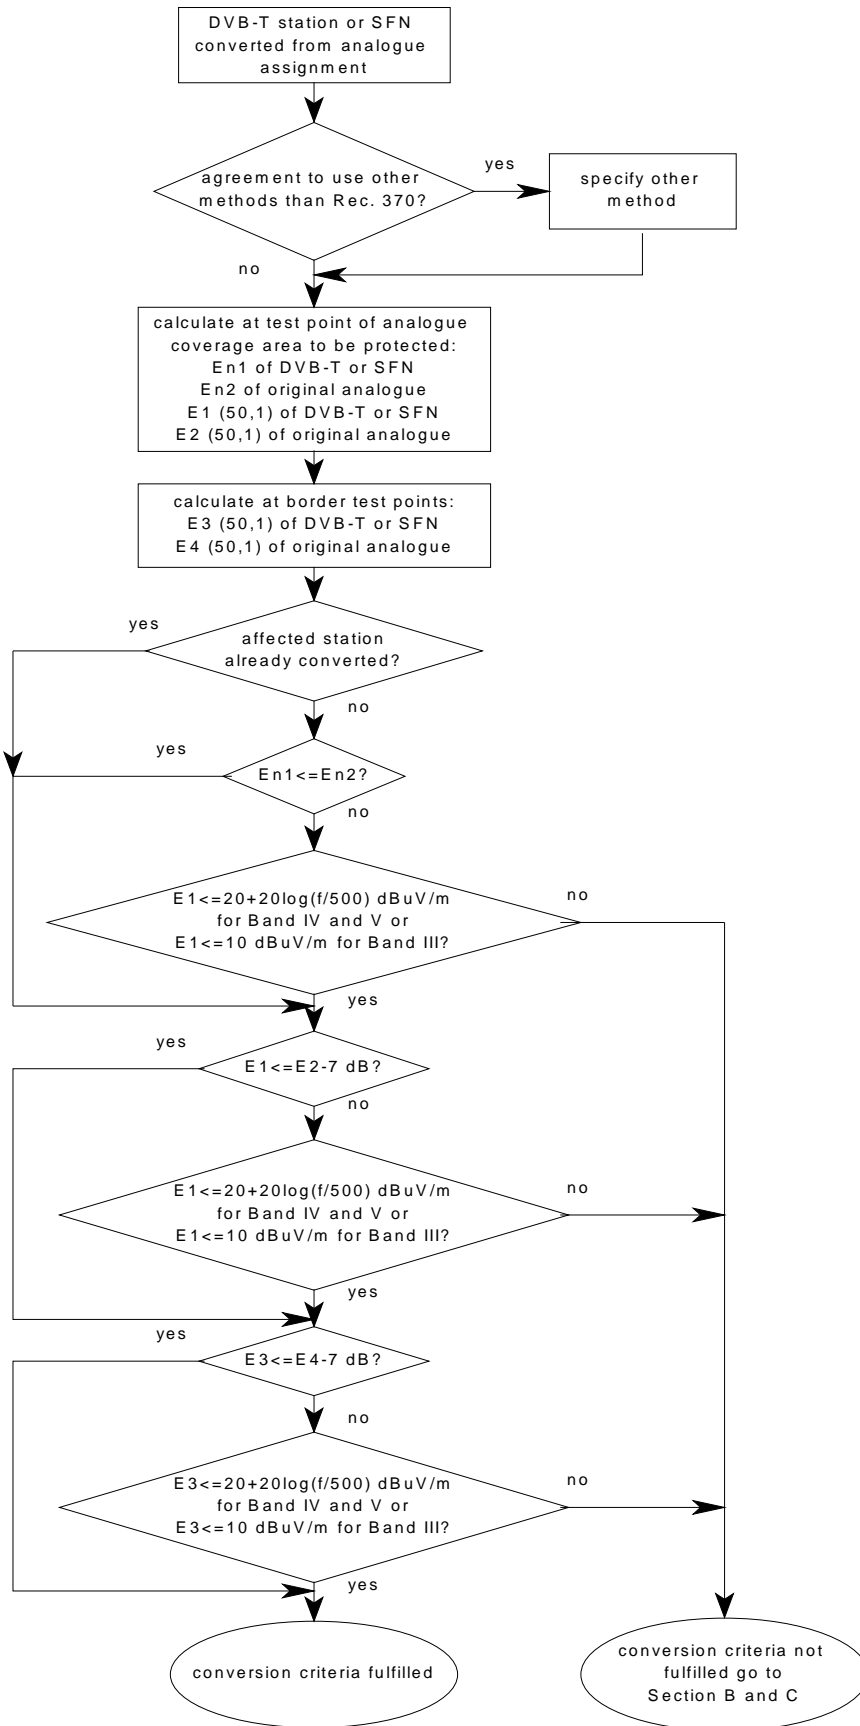 DVB-T station or SFN
converted from analogue
assignment
agreement to use other
methods than Rec. 370?
yes
specify other
method
no
calculate at test point of analogue
coverage area to be protected:
En1 of DVB-T or SFN
En2 of original analogue
E1 (50,1) of DVB-T or SFN
E2 (50,1) of original analogue
calculate at border test points:
E3 (50,1) of DVB-T or SFN
E4 (50,1) of original analogue
yes
affected station
already converted?
no
yes
En1<=En2?
no
E1<=20+20log(f/500) dBuV/m
for Band IV and V or
E1<=10 dBuV/m for Band III?
no
yes
yes
E1<=E2-7 dB?
no
E1<=20+20log(f/500) dBuV/m
for Band IV and V or
E1<=10 dBuV/m for Band III?
no
yes
yes
E3<=E4-7 dB?
no
E3<=20+20log(f/500) dBuV/m
for Band IV and V or
E3<=10 dBuV/m for Band III?
no
yes
conversion criteria fulfilled
conversion criteria not
fulfilled go to
Section B and C